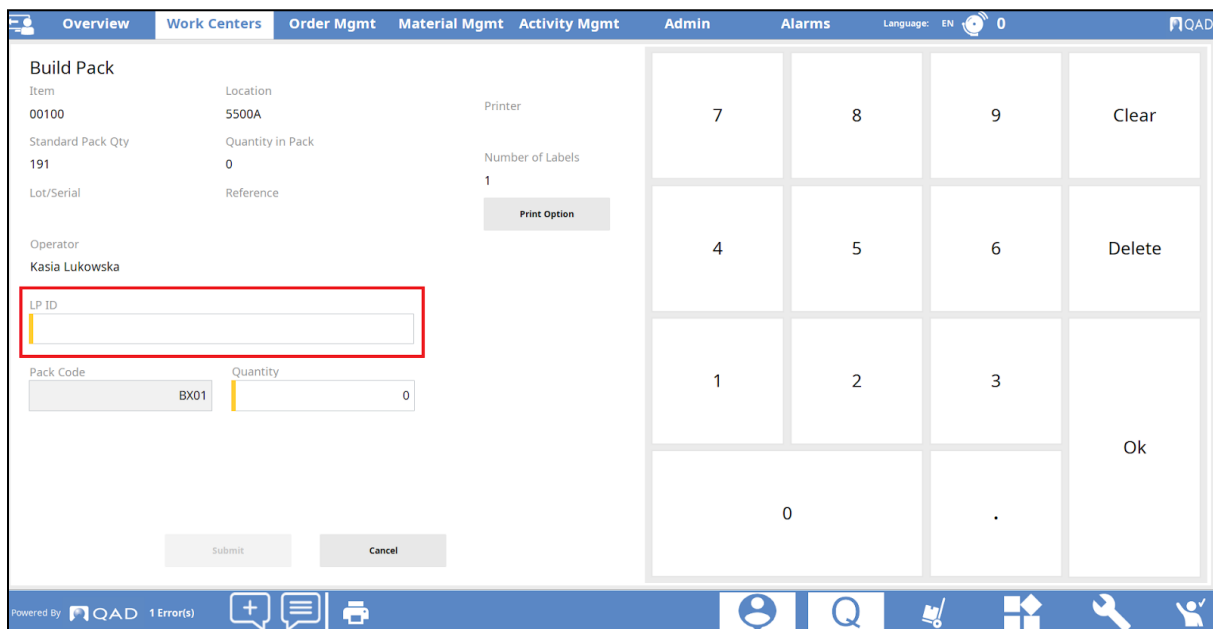 Overview Work Centers Order Mgmt Material Mgmt Activity Mgmt Admin Alarms Language: EN 0 QAD
Build Pack
Item Location
00100 5500A
Printer
Standard Pack Qty Quantity in Pack
191 0
Number of Labels
1
Lot/Serial Reference
Print Option
Operator
Kasia Lukowska
LP ID
Pack Code Quantity
BX01 0
Submit Cancel
7 8 9 Clear
4 5 6 Delete
1 2 3
Ok
0 .
Powered By QAD 1 Error(s) Q